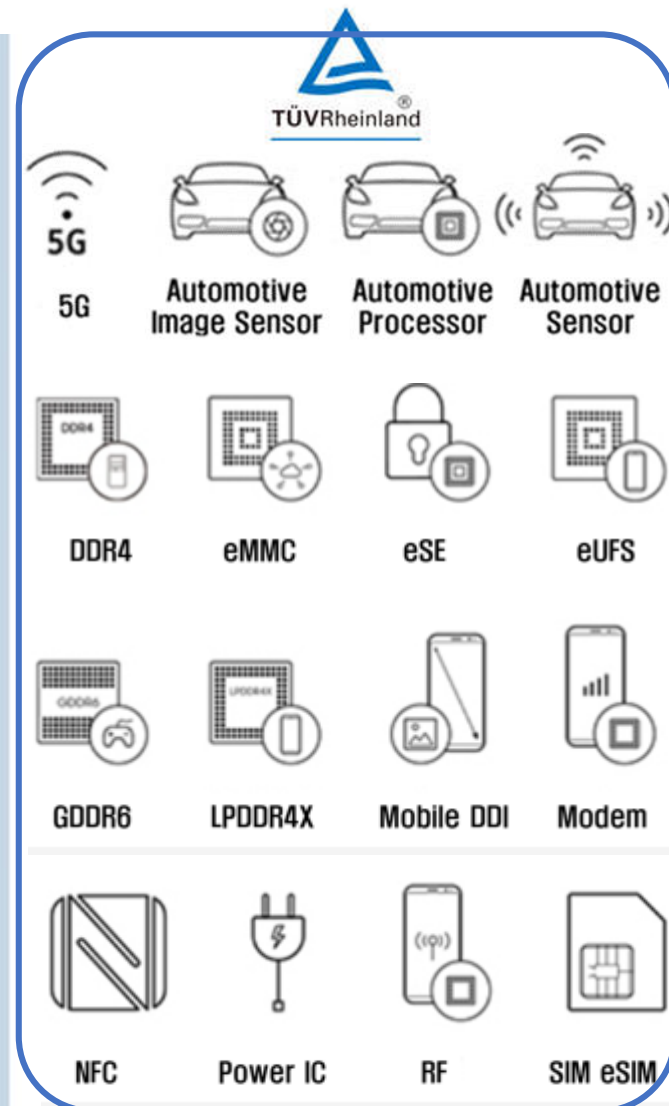 TÜVRheinland®
5G
5G
Automotive
Image Sensor
Automotive
Processor
Automotive
Sensor
DDR4
DDR4
eMMC
eSE
eUFS
GDDR6
LPDDR4X
GDDR6
LPDDR4X
Mobile DDI
Modem
NFC
Power IC
RF
SIM eSIM